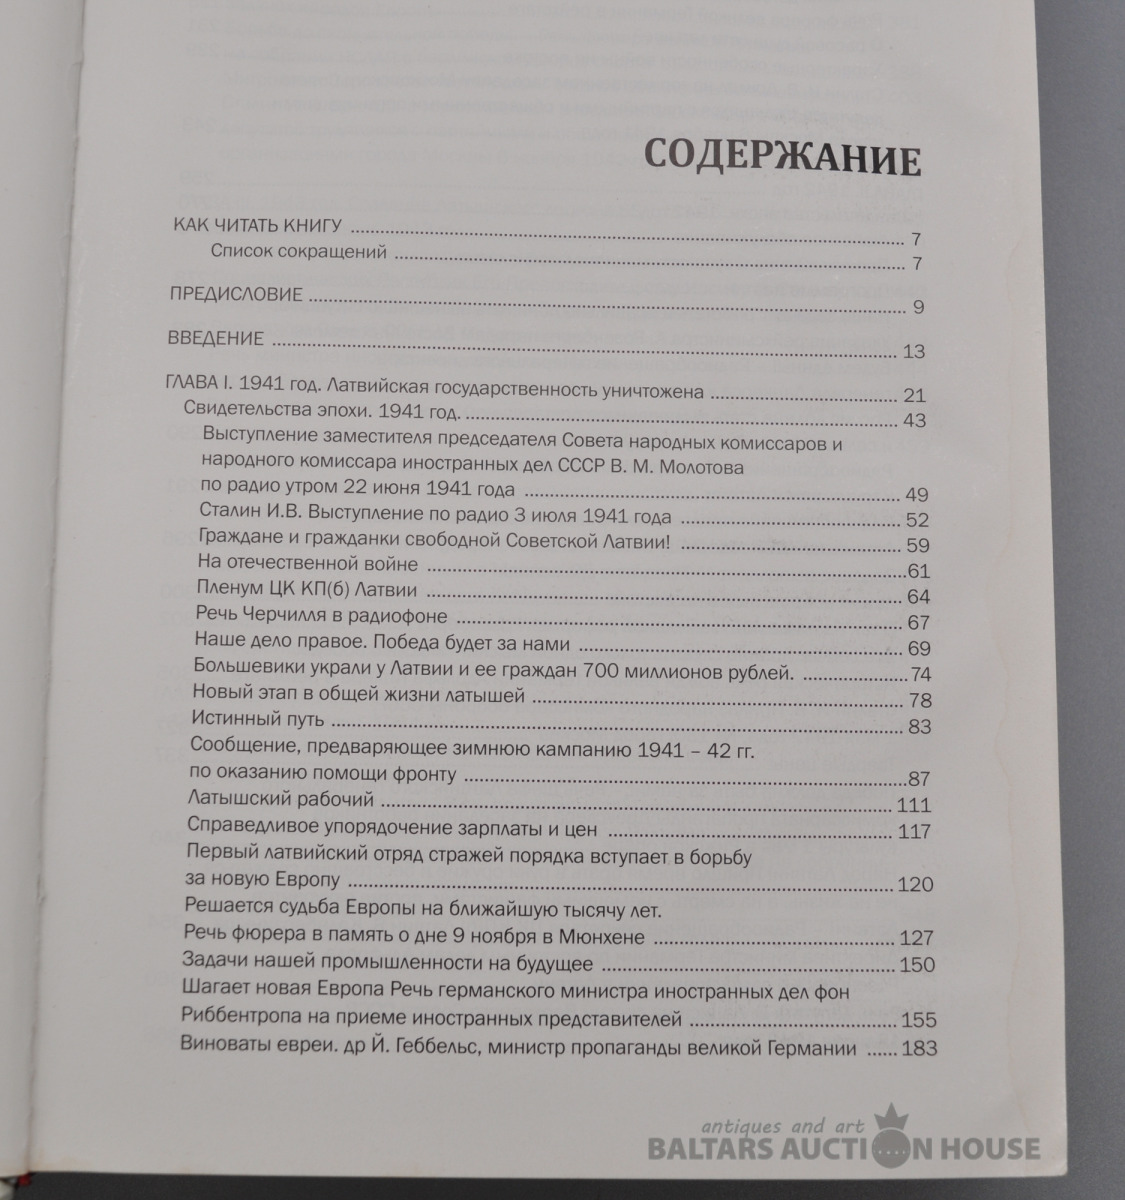 СОДЕРЖАНИЕ
КАК ЧИТАТЬ КНИГУ ........ 7
Список сокращений ........ 7
ПРЕДИСЛОВИЕ ........ 9
ВВЕДЕНИЕ ........ 13
ГЛАВА I. 1941 год. Латвийская государственность уничтожена ........ 21
Свидетельства эпохи. 1941 год. ........ 43
Выступление заместителя председателя Совета народных комиссаров и
народного комиссара иностранных дел СССР В. М. Молотова
по радио утром 22 июня 1941 года ........ 49
Сталин И.В. Выступление по радио 3 июля 1941 года ........ 52
Граждане и гражданки свободной Советской Латвии! ........ 59
На отечественной войне ........ 61
Пленум ЦК КП(б) Латвии ........ 64
Речь Черчилля в радиофоне ........ 67
Наше дело правое. Победа будет за нами ........ 69
Большевики украли у Латвии и ее граждан 700 миллионов рублей. ........ 74
Новый этап в общей жизни латышей ........ 78
Истинный путь ........ 83
Сообщение, предваряющее зимнюю кампанию 1941 – 42 гг.
по оказанию помощи фронту ........ 87
Латышский рабочий ........ 111
Справедливое упорядочение зарплаты и цен ........ 117
Первый латвийский отряд стражей порядка вступает в борьбу
за новую Европу ........ 120
Решается судьба Европы на ближайшую тысячу лет.
Речь фюрера в память о дне 9 ноября в Мюнхене ........ 127
Задачи нашей промышленности на будущее ........ 150
Шагает новая Европа Речь германского министра иностранных дел фон
Риббентропа на приеме иностранных представителей ........ 155
Виноваты евреи. др Й. Геббельс, министр пропаганды великой Германии ...... 183
antiques and art
BALTARS AUCTION HOUSE